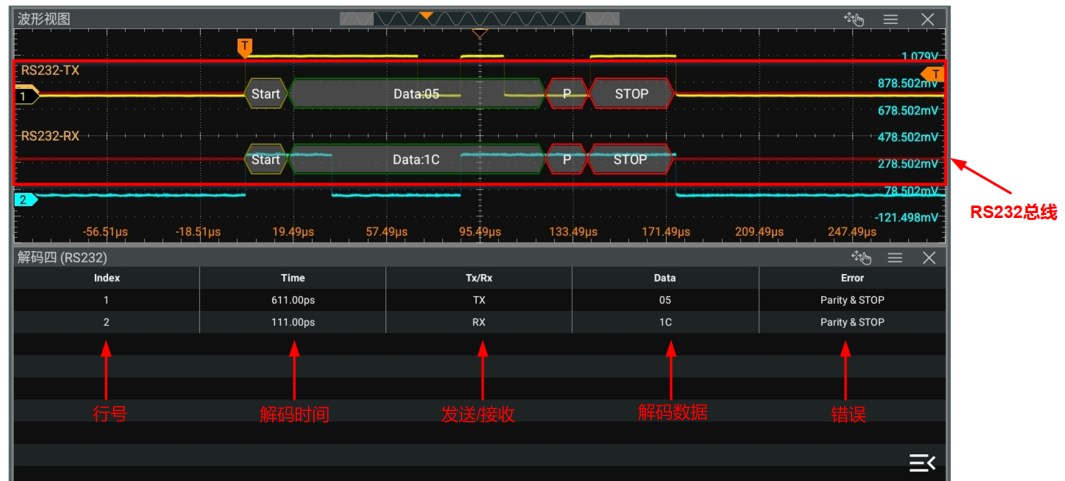 波形视图
T
1.079V
RS232-TX
T
878.502mV
1
Start
Data:05
P
STOP
678.502mV
RS232-RX
478.502mV
Start
Data:1C
P
STOP
278.502mV
2
78.502mV
RS232总线
-121.498mV
-56.51μs -18.51μs 19.49μs 57.49μs 95.49μs 133.49μs 171.49μs 209.49μs 247.49μs
解码四 (RS232)
Index Time Tx/Rx Data Error
1 611.00ps TX 05 Parity & STOP
2 111.00ps RX 1C Parity & STOP
行号 解码时间 发送/接收 解码数据 错误